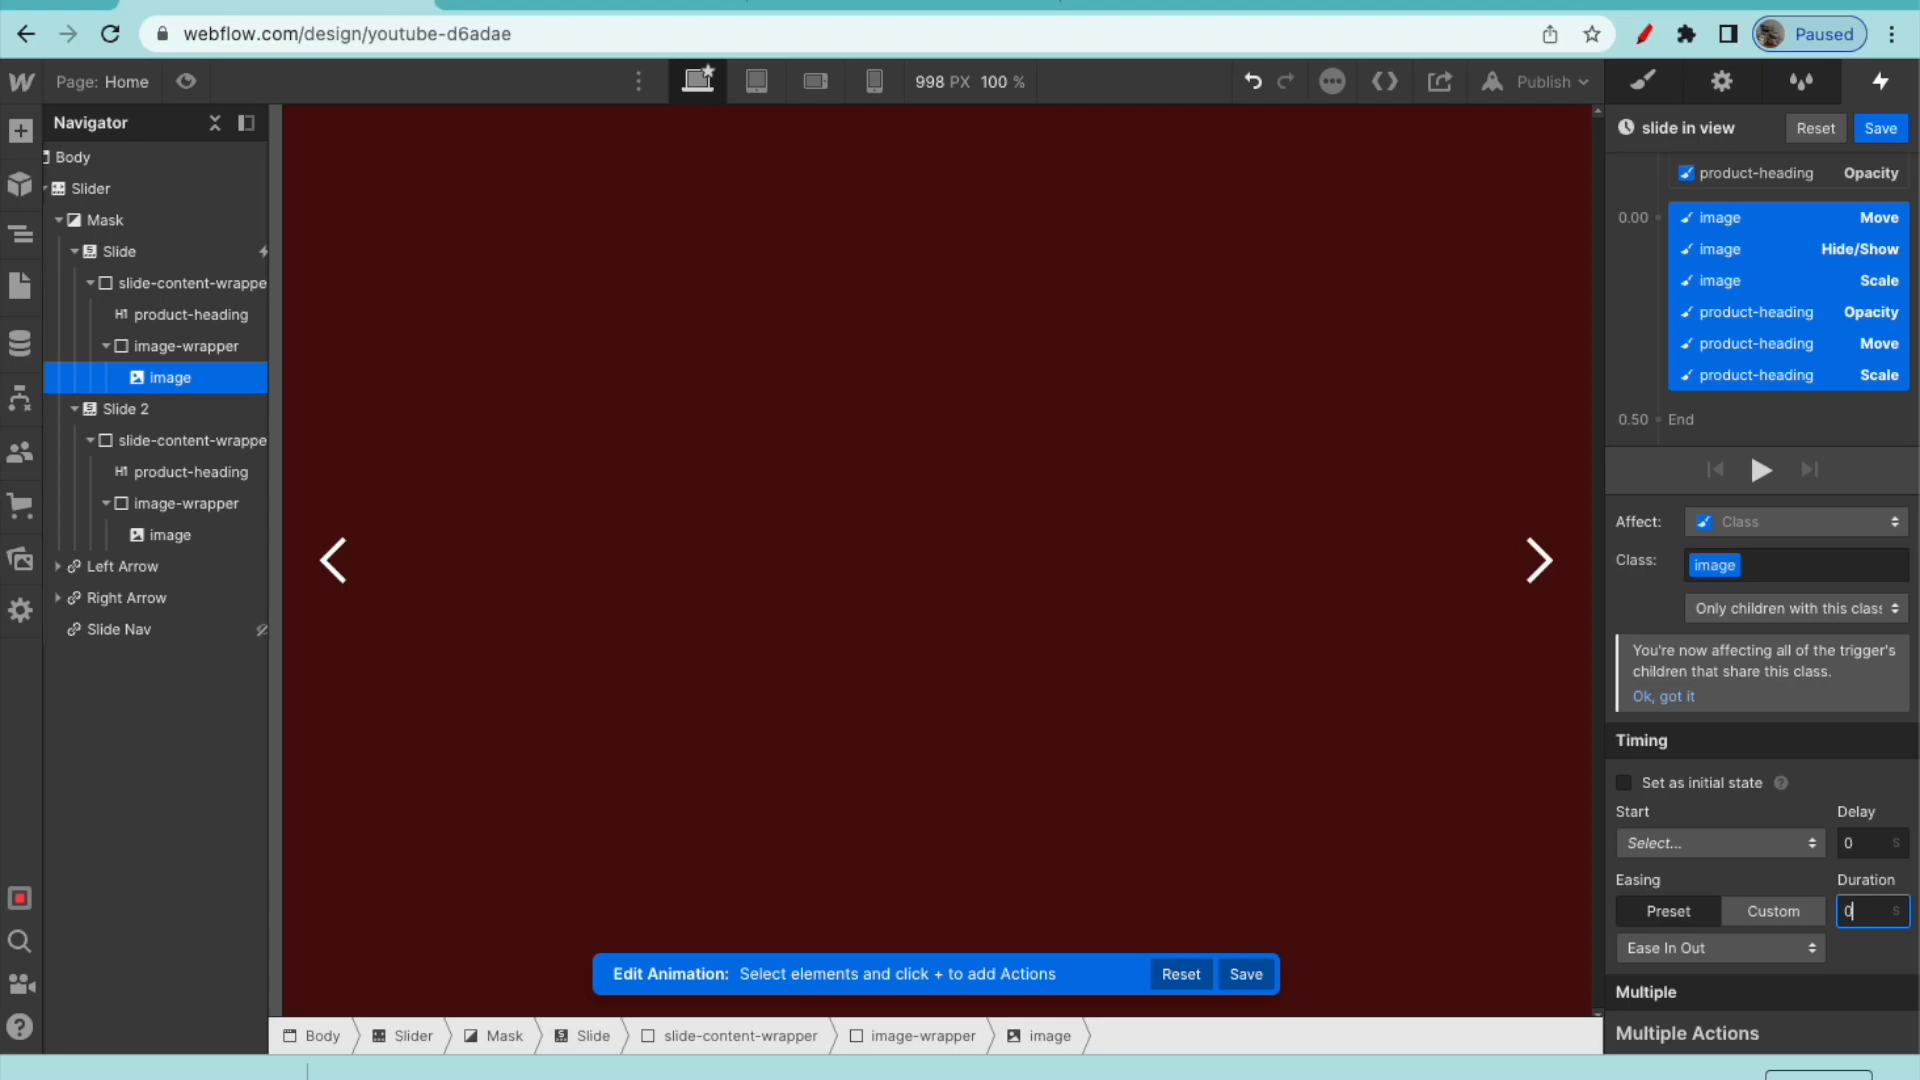 webflow.com/design/youtube-d6adae
Paused
Page: Home
998 PX 100 %
Publish
Navigator
slide in view
Reset
Save
Body
Slider
Mask
Slide
slide-content-wrappe
product-heading
image-wrapper
image
Slide 2
slide-content-wrappe
product-heading
image-wrapper
image
Left Arrow
Right Arrow
Slide Nav
product-heading Opacity
0.00
image Move
image Hide/Show
image Scale
product-heading Opacity
product-heading Move
product-heading Scale
0.50 End
Affect: Class
Class: image
Only children with this class
You're now affecting all of the trigger's
children that share this class.
Ok, got it
Timing
Set as initial state
Start Delay
Select... 0 S
Easing Duration
Preset Custom 0 S
Ease In Out
Multiple
Multiple Actions
Edit Animation: Select elements and click + to add Actions
Reset
Save
Body Slider Mask Slide slide-content-wrapper image-wrapper image